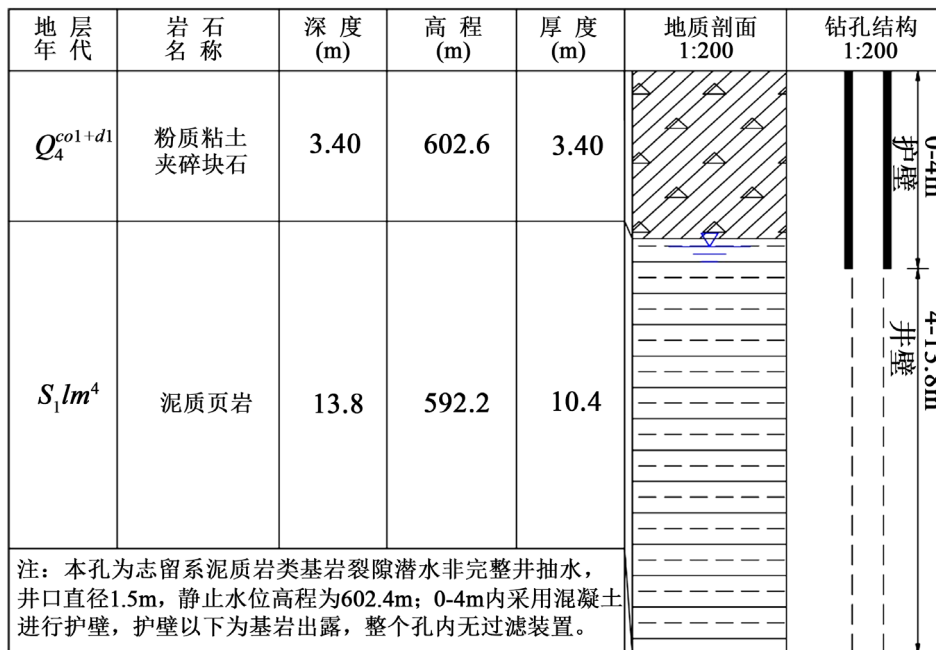 地 层
年 代
岩 石
名 称
深 度
(m)
高 程
(m)
厚 度
(m)
地质剖面
1:200
钻孔结构
1:200
Q₄ᶜᵒ¹⁺ᵈ¹
粉质粘土
夹碎块石
3.40
602.6
3.40
0-4m
护壁
S₁lm⁴
泥质页岩
13.8
592.2
10.4
4-13.8m
井壁
注：本孔为志留系泥质岩类基岩裂隙潜水非完整井抽水，
井口直径1.5m，静止水位高程为602.4m；0-4m内采用混凝土
进行护壁，护壁以下为基岩出露，整个孔内无过滤装置。